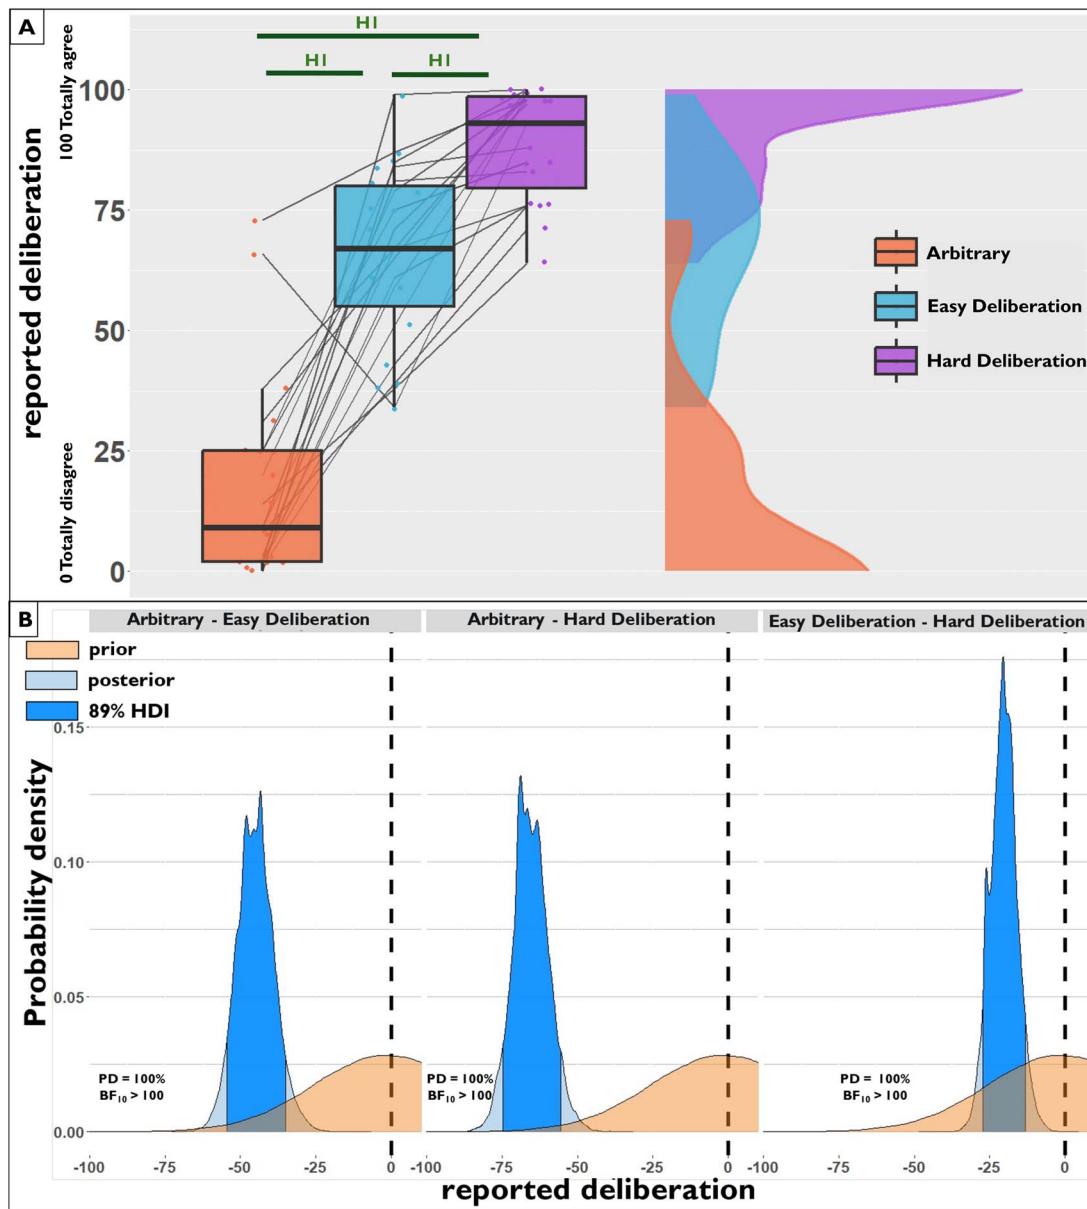 A
H1
H1
H1
100 Totally agree
reported deliberation
0 Totally disagree
100
75
50
25
0
Arbitrary
Easy Deliberation
Hard Deliberation
B
Arbitrary - Easy Deliberation
Arbitrary - Hard Deliberation
Easy Deliberation - Hard Deliberation
prior
posterior
89% HDI
Probability density
0.15
0.10
0.05
0.00
PD = 100%
BF₁₀ > 100
PD = 100%
BF₁₀ > 100
PD = 100%
BF₁₀ > 100
-100 -75 -50 -25 0 -100 -75 -50 -25 0 -100 -75 -50 -25 0
reported deliberation